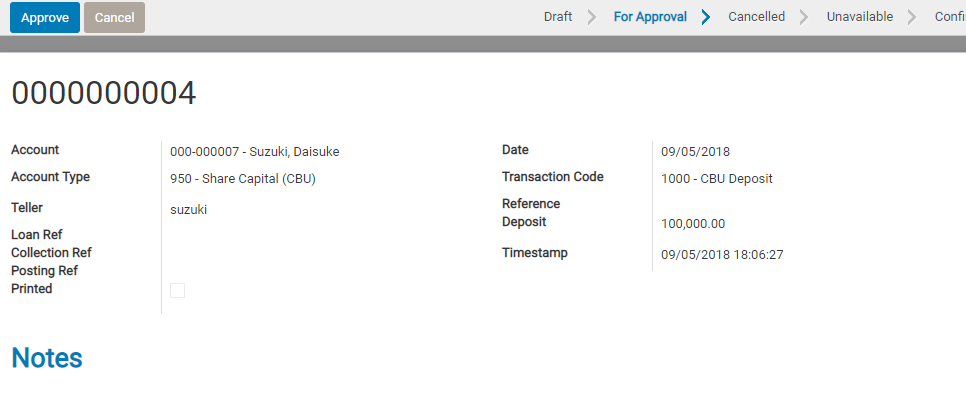 Approve Cancel Draft For Approval Cancelled Unavailable Confi
0000000004
Account 000-000007 - Suzuki, Daisuke Date 09/05/2018
Account Type 950 - Share Capital (CBU) Transaction Code 1000 - CBU Deposit
Teller suzuki Reference
Deposit 100,000.00
Loan Ref
Collection Ref Timestamp 09/05/2018 18:06:27
Posting Ref
Printed
Notes